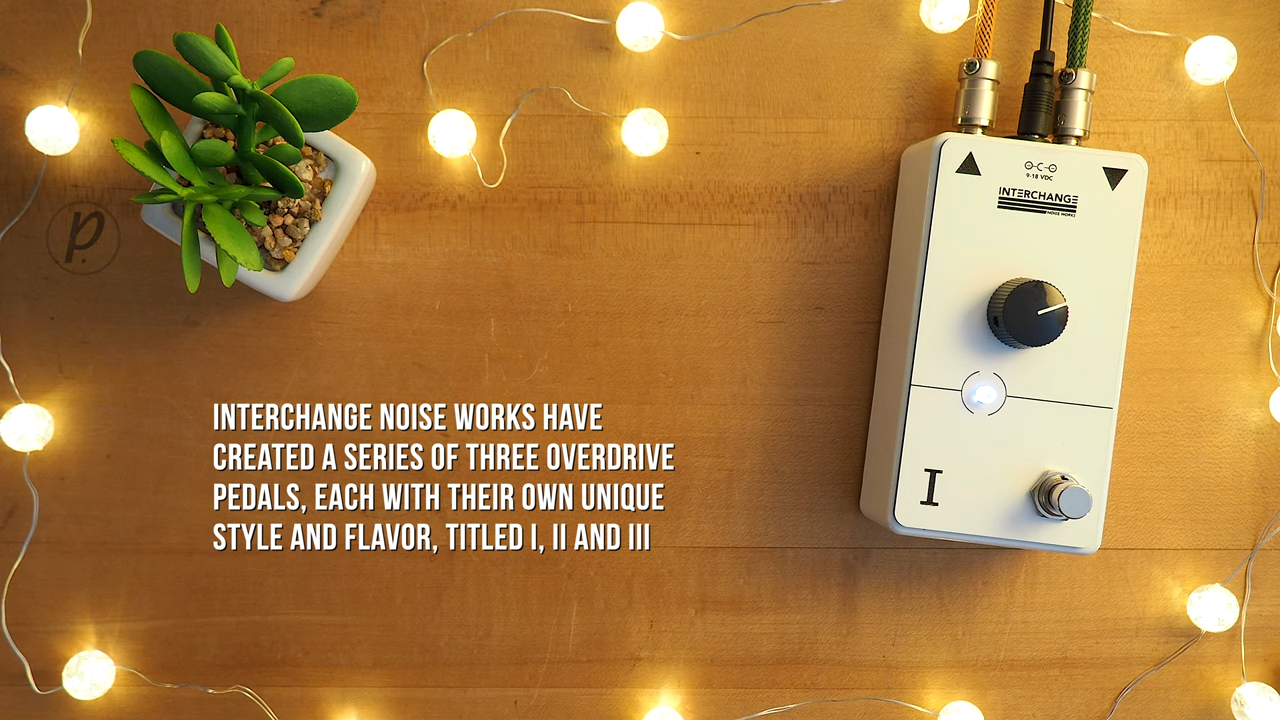 p.
9-18 VDC
INTERCHANGE
NOISE WORKS
INTERCHANGE NOISE WORKS HAVE
CREATED A SERIES OF THREE OVERDRIVE
PEDALS, EACH WITH THEIR OWN UNIQUE
STYLE AND FLAVOR, TITLED I, II AND III
I